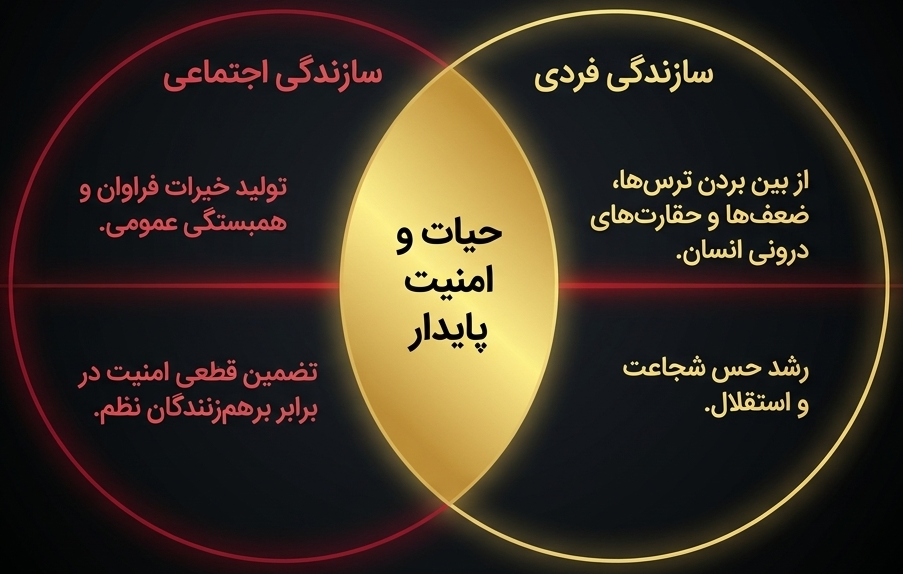 سازندگی فردی
از بین بردن ترس‌ها،
ضعف‌ها و حقارت‌های
درونی انسان.
رشد حس شجاعت
و استقلال.
حیات و
امنیت
پایدار
سازندگی اجتماعی
تولید خیرات فراوان و
همبستگی عمومی.
تضمین قطعی امنیت در
برابر برهم‌زنندگان نظم.